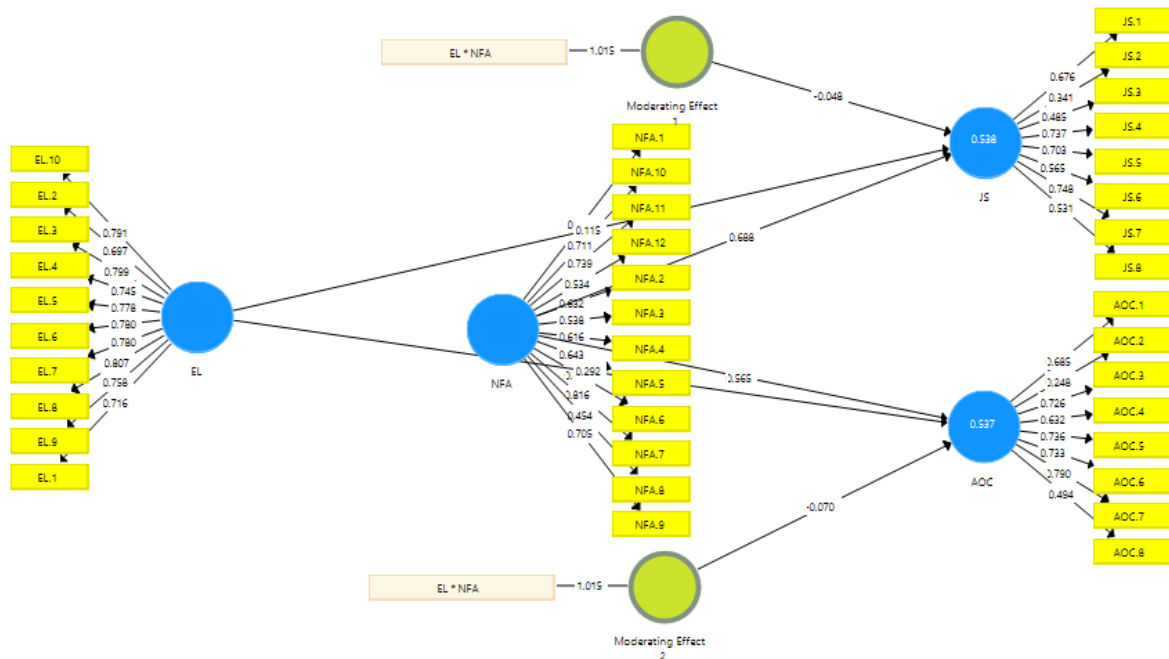 EL * NFA
1.015
Moderating Effect
1
-0.048
JS.1
JS.2
JS.3
JS.4
JS.5
JS.6
JS.7
JS.8
0.676
0.341
0.485
0.737
0.703
0.565
0.748
0.531
0.538
JS
EL.10
EL.2
EL.3
EL.4
EL.5
EL.6
EL.7
EL.8
EL.9
EL.1
0.791
0.697
0.799
0.745
0.778
0.780
0.780
0.807
0.758
0.716
EL
NFA
NFA.1
NFA.10
NFA.11
NFA.12
NFA.2
NFA.3
NFA.4
NFA.5
NFA.6
NFA.7
NFA.8
NFA.9
0.115
0.711
0.739
0.534
0.538
0.616
0.643
0.292
0.816
0.454
0.705
0.688
0.565
AOC.1
AOC.2
AOC.3
AOC.4
AOC.5
AOC.6
AOC.7
AOC.8
0.685
0.248
0.726
0.632
0.736
0.733
0.790
0.494
0.537
AOC
-0.070
EL * NFA
1.015
Moderating Effect
2